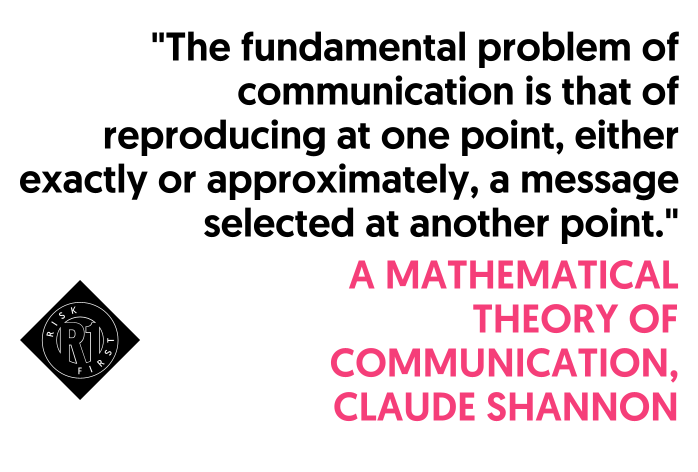 "The fundamental problem of
communication is that of
reproducing at one point, either
exactly or approximately, a message
selected at another point."
A MATHEMATICAL
THEORY OF
COMMUNICATION,
CLAUDE SHANNON
RISK
R1
FIRST